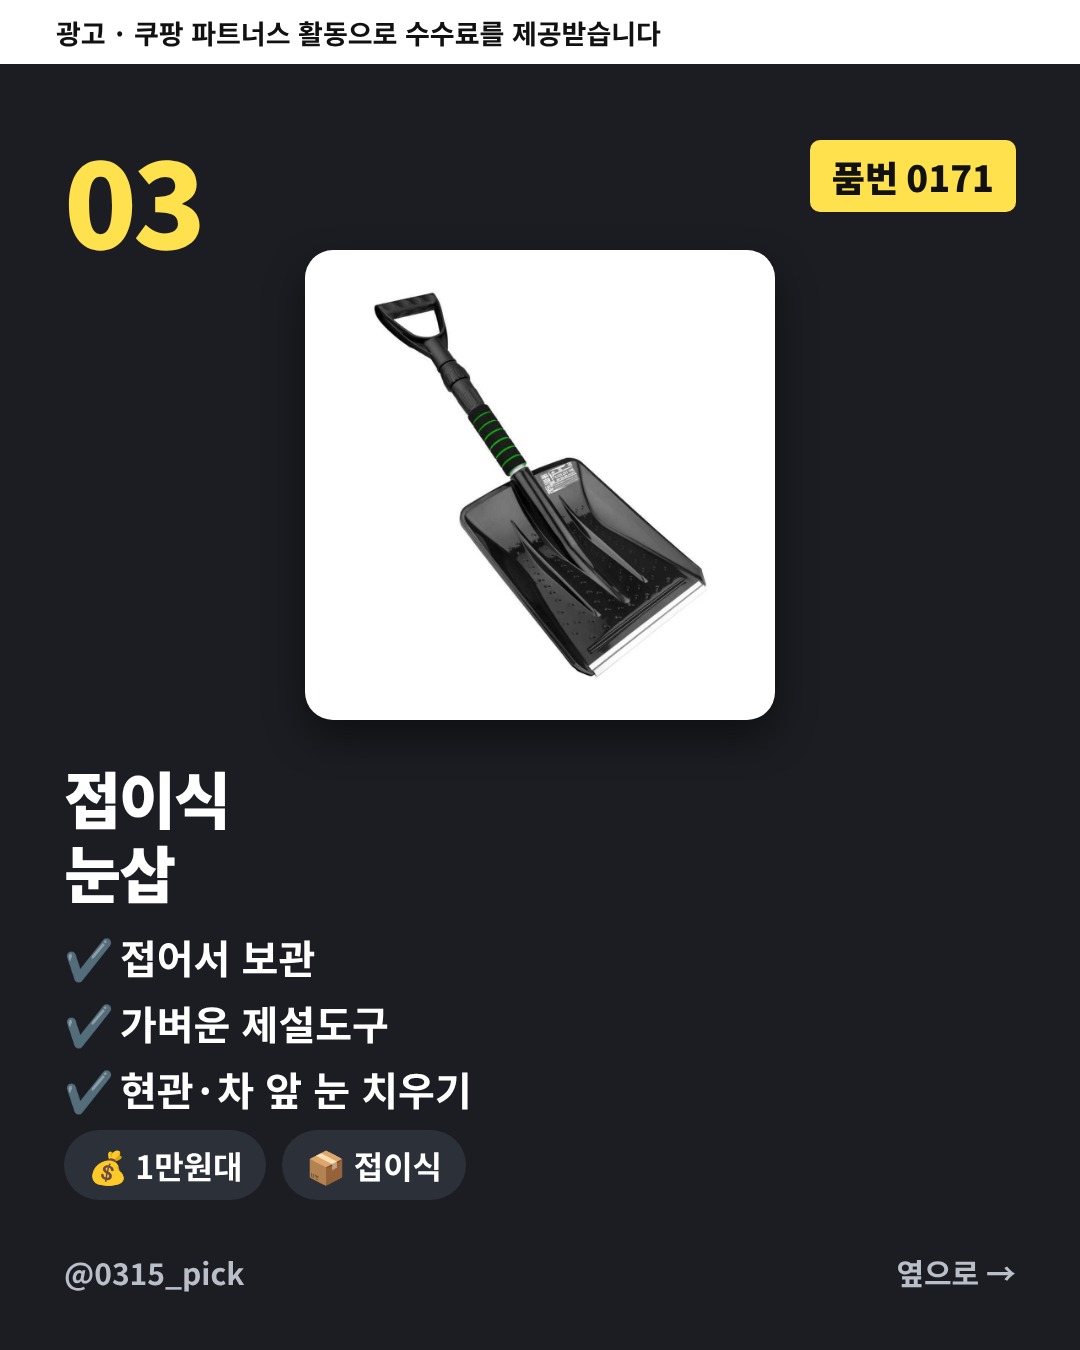 광고 · 쿠팡 파트너스 활동으로 수수료를 제공받습니다
03
품번 0171
접이식
눈삽
✔️ 접어서 보관
✔️ 가벼운 제설도구
✔️ 현관·차 앞 눈 치우기
💰 1만원대
📦 접이식
@0315_pick
옆으로 →